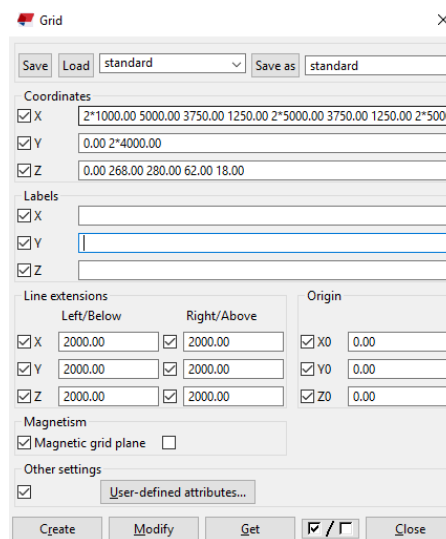 Grid
Save Load standard Save as standard
Coordinates
X 2*1000.00 5000.00 3750.00 1250.00 2*5000.00 3750.00 1250.00 2*500
Y 0.00 2*4000.00
Z 0.00 268.00 280.00 62.00 18.00
Labels
X
Y
Z
Line extensions Origin
Left/Below Right/Above
X 2000.00 2000.00 X0 0.00
Y 2000.00 2000.00 Y0 0.00
Z 2000.00 2000.00 Z0 0.00
Magnetism
Magnetic grid plane
Other settings
User-defined attributes...
Create Modify Get / Close